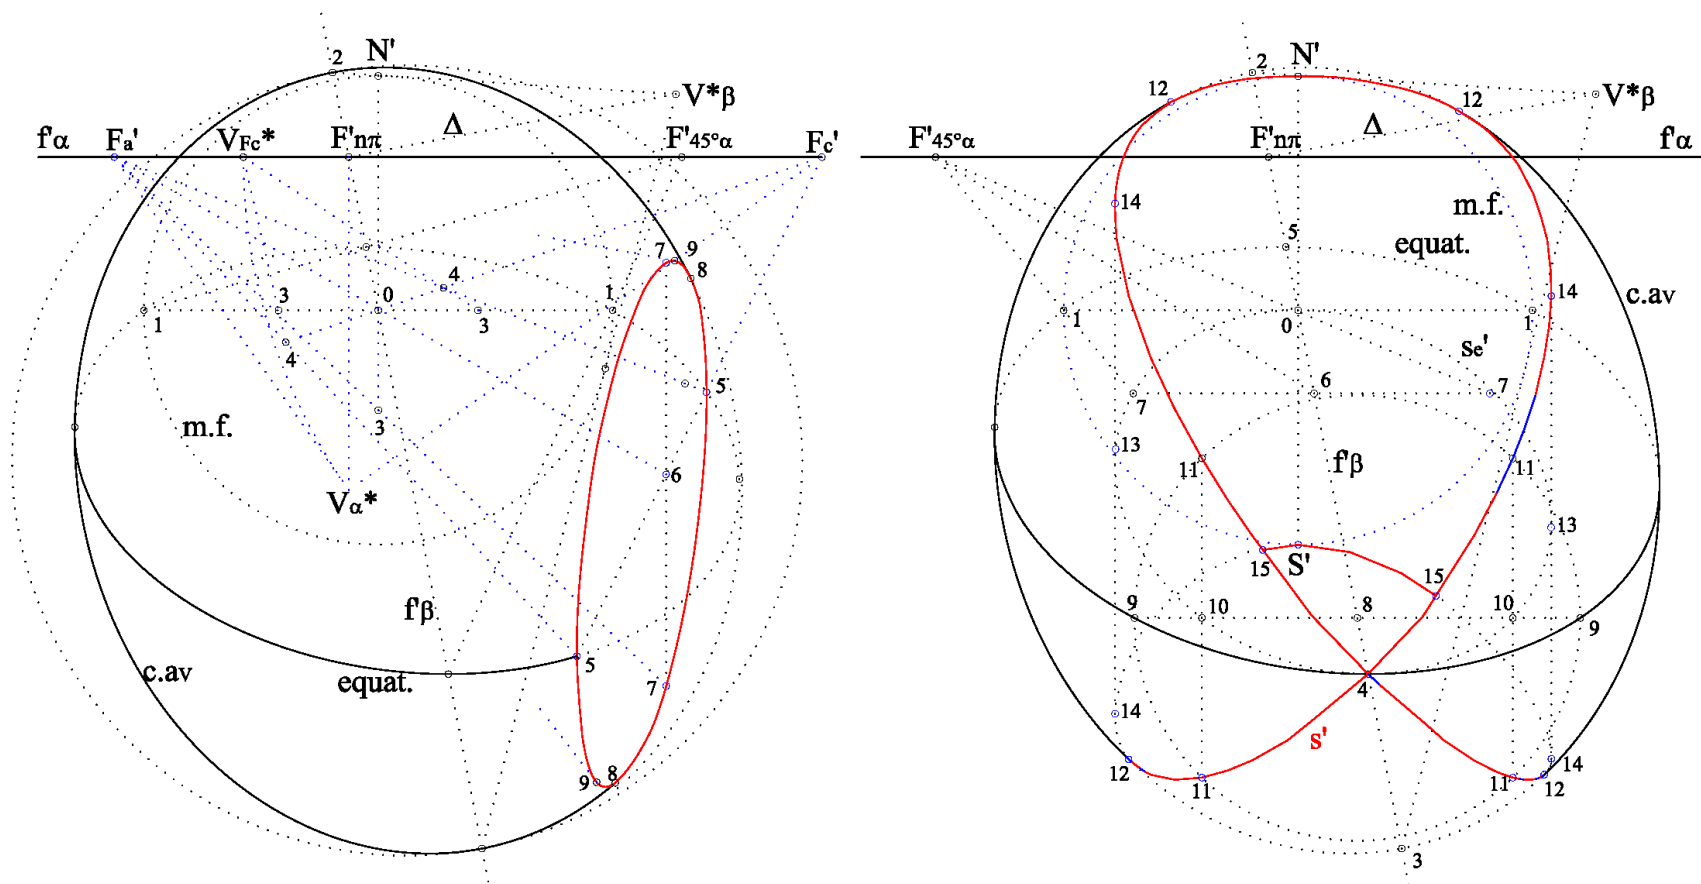 2 N' V*β
Δ
f'α Fa' VFc* F'nπ F'45°α Fc'
7 9 8
4
1 3 0 3 1
4
5
3
m.f.
6
Vα*
f'β
5
equat. 7
c.av
9 8
2 N' V*β
12 12
Δ
F'45°α F'nπ f'α
14 m.f.
5 equat.
14 c.av
1 0 1
se'
7 6 7
13 11 f'β 11
13
15 S' 15
9 10 8 10 9
4
14 s'
12 11 11 12 14
3